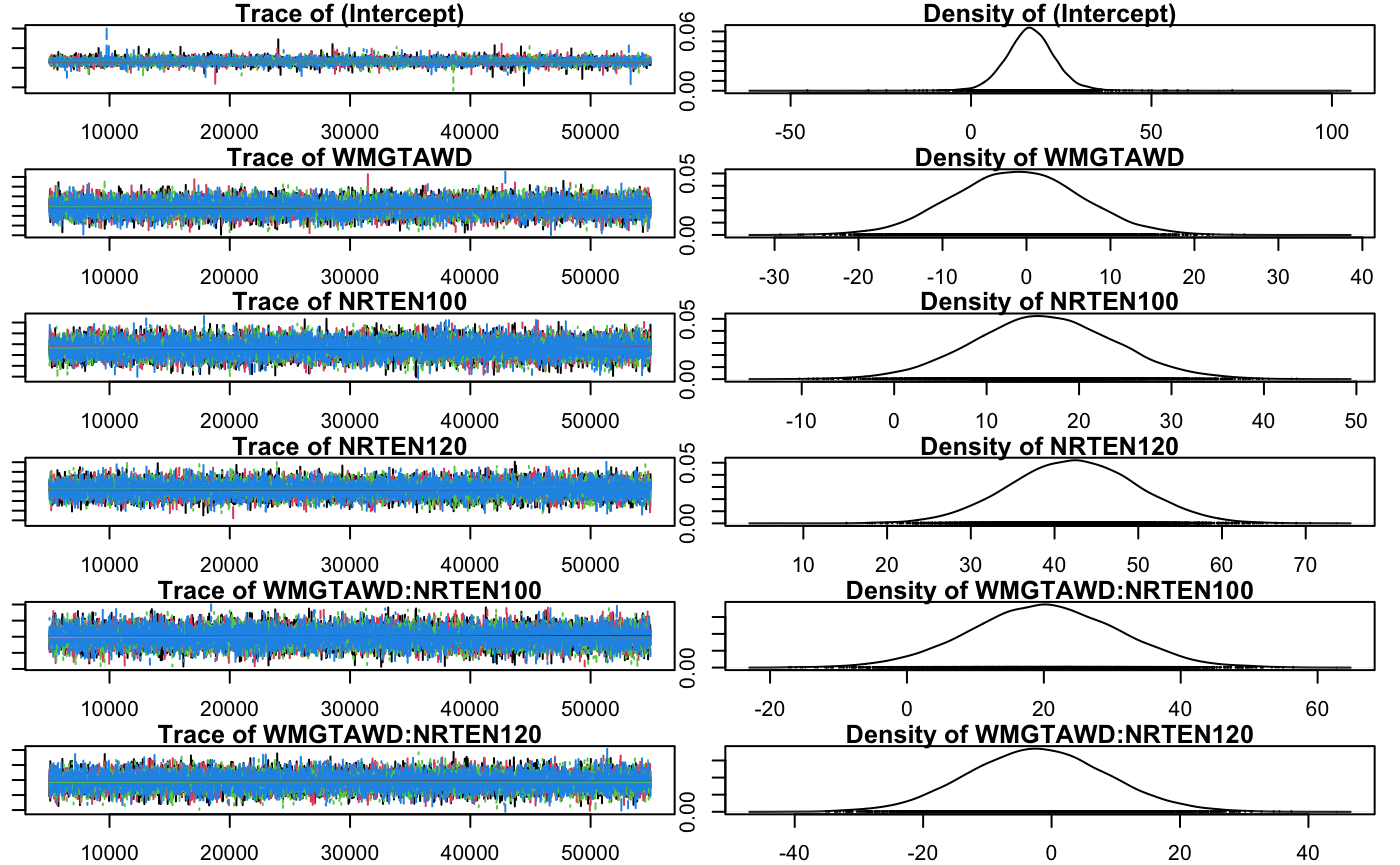 Trace of (Intercept)
10000 20000 30000 40000 50000
Density of (Intercept)
0.00 0.06
-50 0 50 100
Trace of WMGTAWD
10000 20000 30000 40000 50000
Density of WMGTAWD
0.00 0.05
-30 -20 -10 0 10 20 30 40
Trace of NRTEN100
10000 20000 30000 40000 50000
Density of NRTEN100
0.00 0.05
-10 0 10 20 30 40 50
Trace of NRTEN120
10000 20000 30000 40000 50000
Density of NRTEN120
0.00 0.05
10 20 30 40 50 60 70
Trace of WMGTAWD:NRTEN100
10000 20000 30000 40000 50000
Density of WMGTAWD:NRTEN100
0.00
-20 0 20 40 60
Trace of WMGTAWD:NRTEN120
10000 20000 30000 40000 50000
Density of WMGTAWD:NRTEN120
0.00
-40 -20 0 20 40